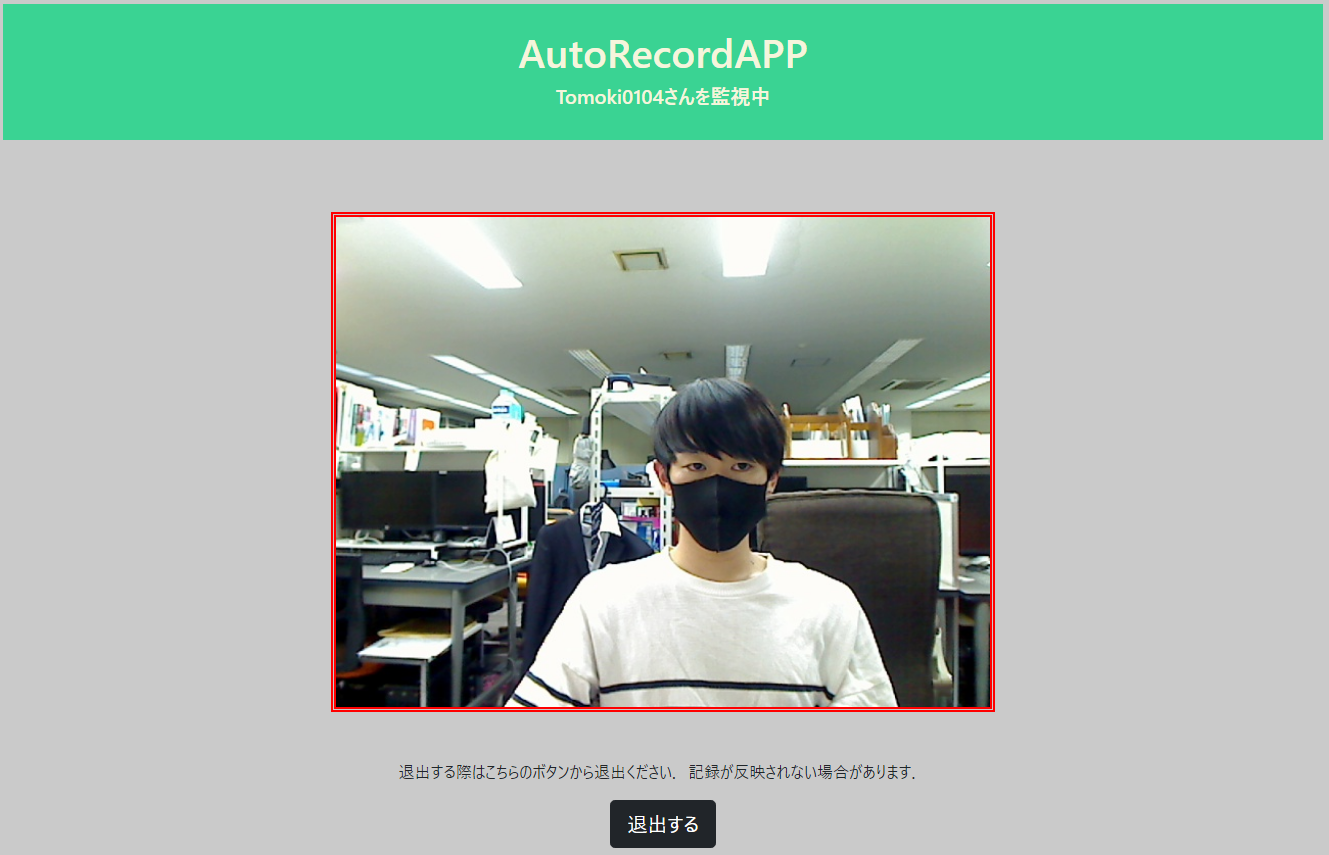 AutoRecordAPP
Tomoki0104さんを監視中
退出する際はこちらのボタンから退出ください．記録が反映されない場合があります．
退出する